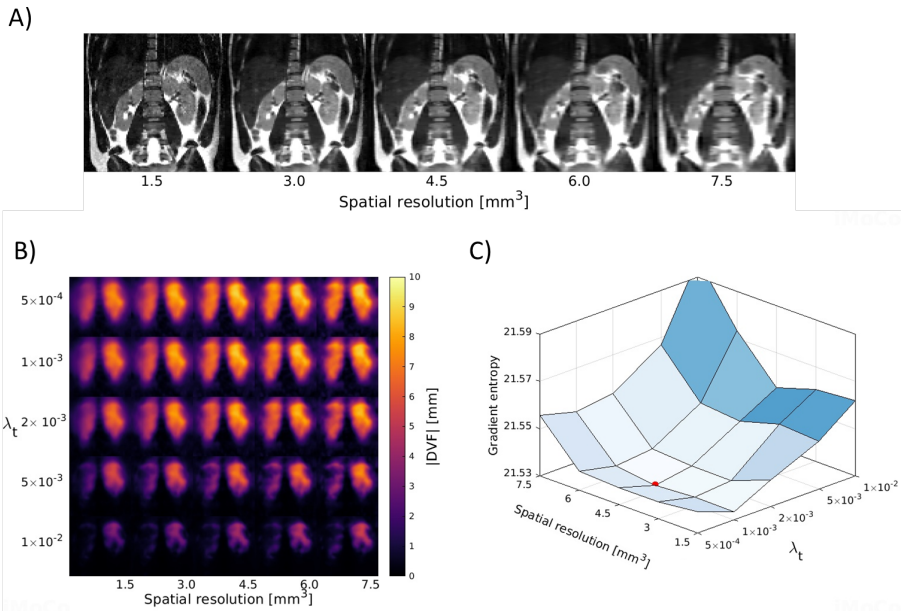 A)
1.5 3.0 4.5 6.0 7.5
Spatial resolution [mm³]
iMoCo
B)
5×10⁻⁴
1×10⁻³
λt 2×10⁻³
5×10⁻³
1×10⁻²
1.5 3.0 4.5 6.0 7.5
Spatial resolution [mm³]
10
9
8
7
6
5
4
3
2
1
0
|DVF| [mm]
C)
21.59
21.57
21.55
21.53
Gradient entropy
7.5
6
4.5
3
1.5
Spatial resolution [mm³]
1×10⁻²
5×10⁻³
2×10⁻³
1×10⁻³
5×10⁻⁴
λt
iMoCo
iMoCo